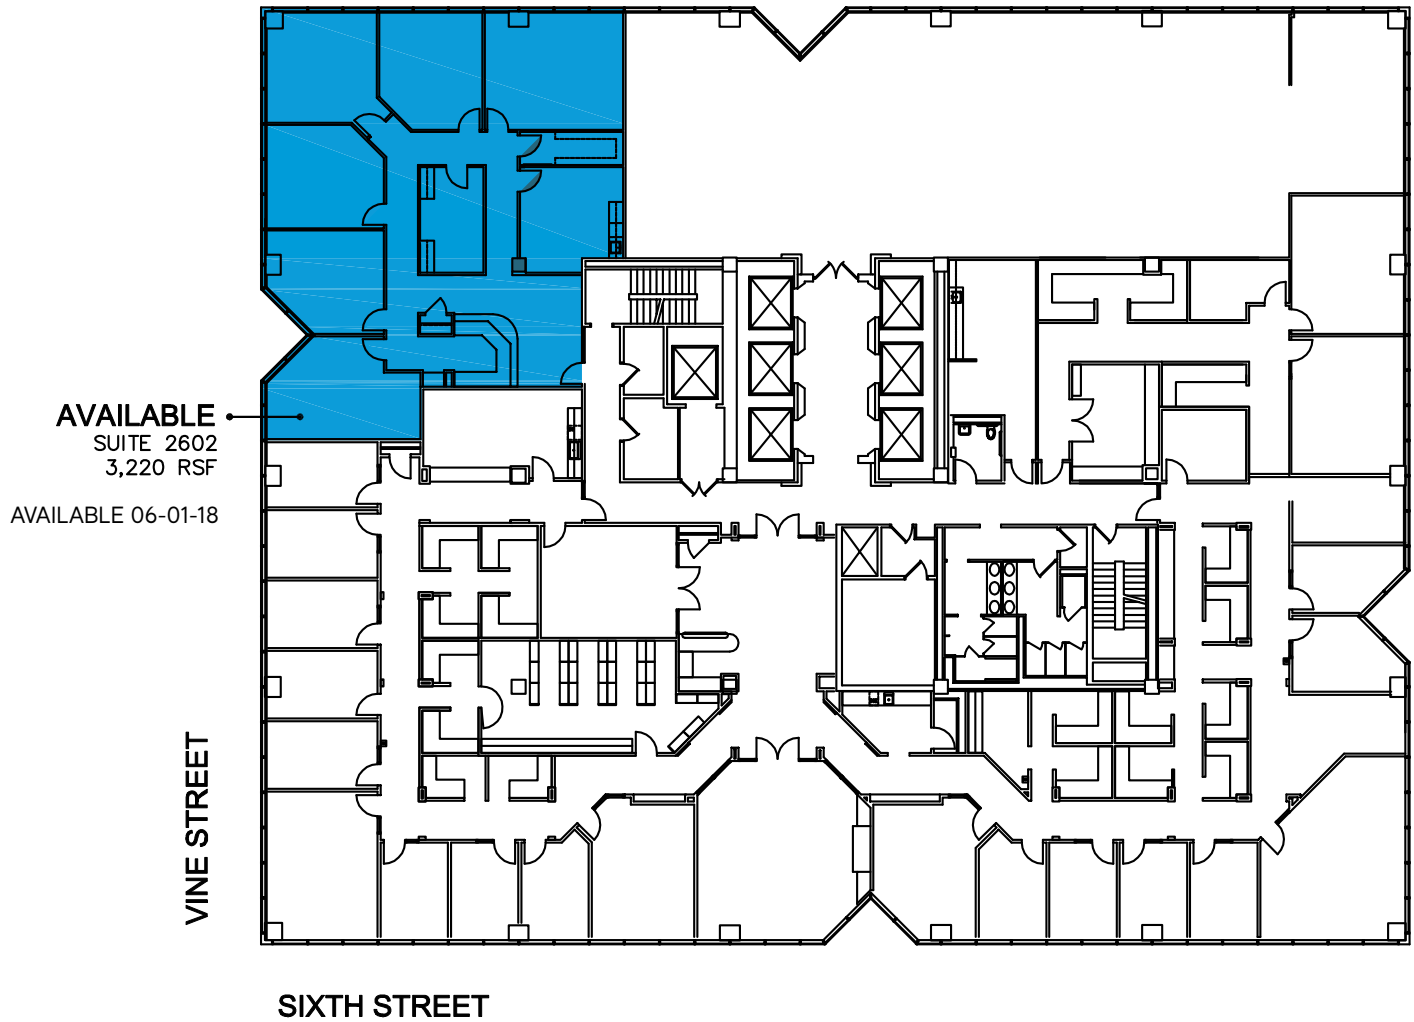 AVAILABLE
SUITE 2602
3,220 RSF
AVAILABLE 06-01-18
VINE STREET
SIXTH STREET